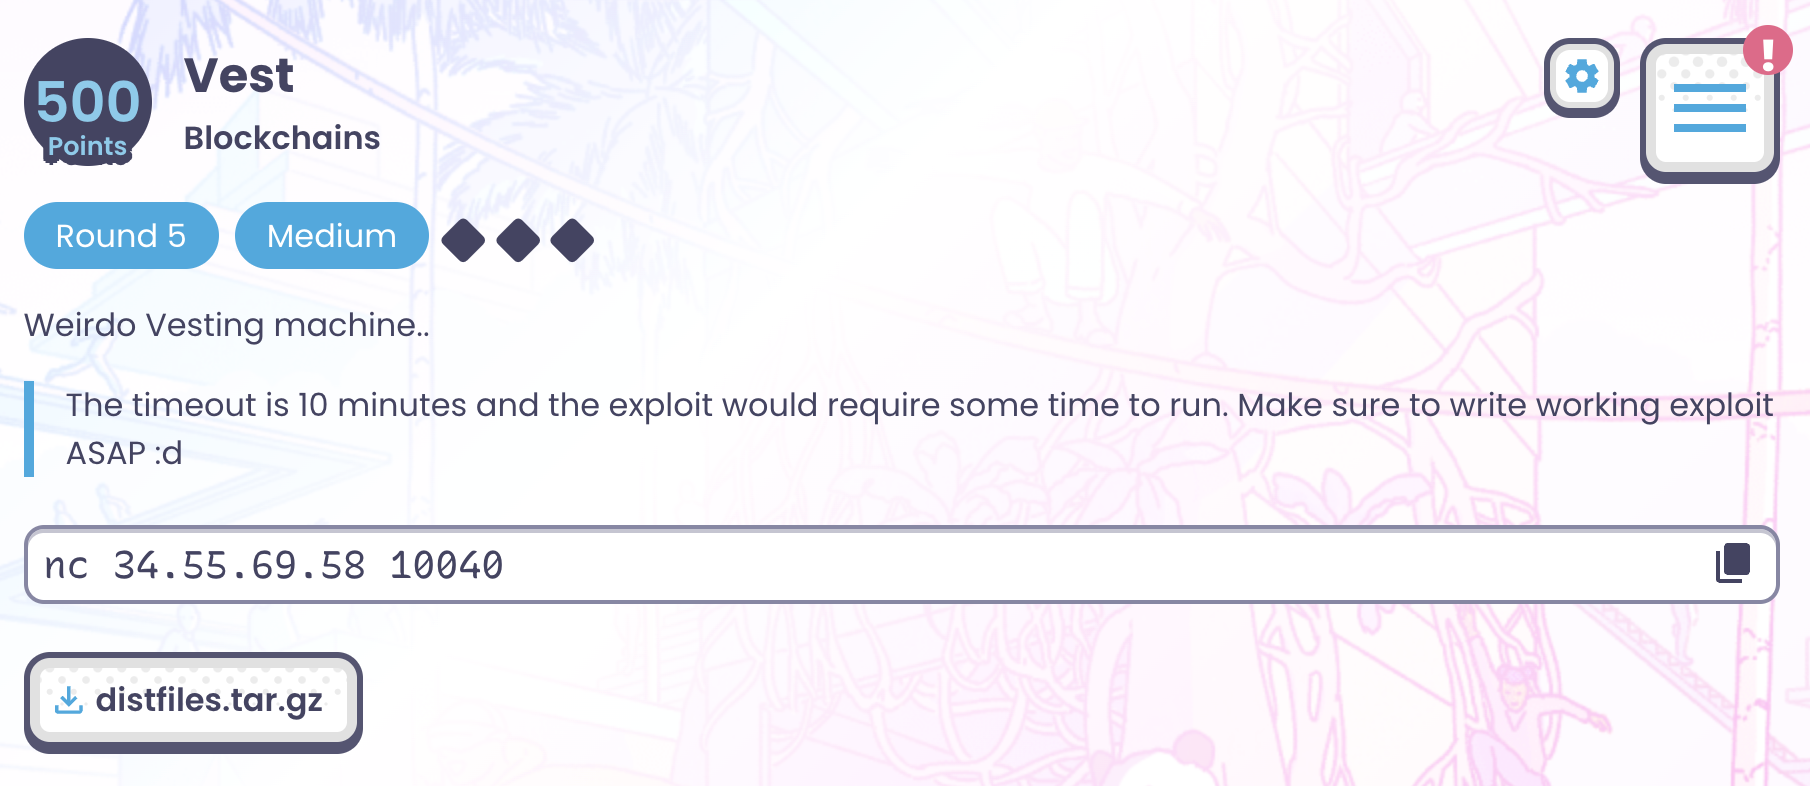 500
Points
Vest
Blockchains
!
Round 5
Medium
Weirdo Vesting machine..
The timeout is 10 minutes and the exploit would require some time to run. Make sure to write working exploit
ASAP :d
nc 34.55.69.58 10040
distfiles.tar.gz